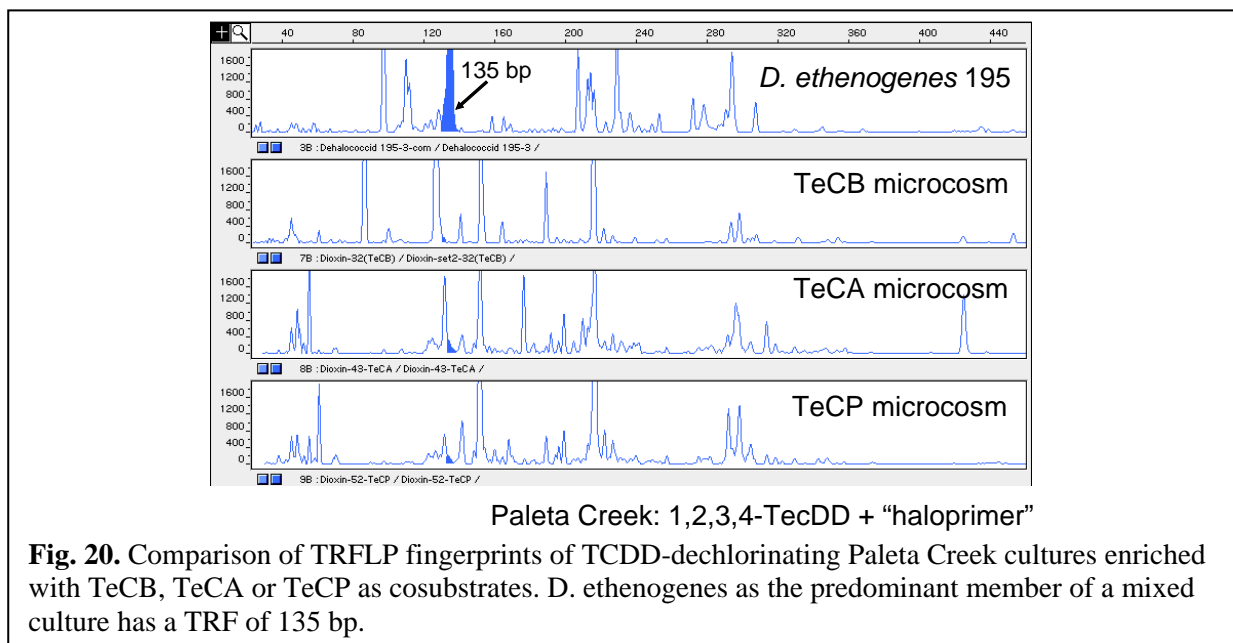 40 80 120 160 200 240 280 320 360 400 440
1600
1200
800
400
0
135 bp
D. ethenogenes 195
3B : Dehalococcid 195-3-com / Dehalococcid 195-3 /
1600
1200
800
400
0
TeCB microcosm
7B : Dioxin-32(TeCB) / Dioxin-set2-32(TeCB) /
1600
1200
800
400
0
TeCA microcosm
8B : Dioxin-43-TeCA / Dioxin-43-TeCA /
1600
1200
800
400
0
TeCP microcosm
9B : Dioxin-52-TeCP / Dioxin-52-TeCP /
Paleta Creek: 1,2,3,4-TecDD + “haloprimer”
Fig. 20. Comparison of TRFLP fingerprints of TCDD-dechlorinating Paleta Creek cultures enriched
with TeCB, TeCA or TeCP as cosubstrates. D. ethenogenes as the predominant member of a mixed
culture has a TRF of 135 bp.